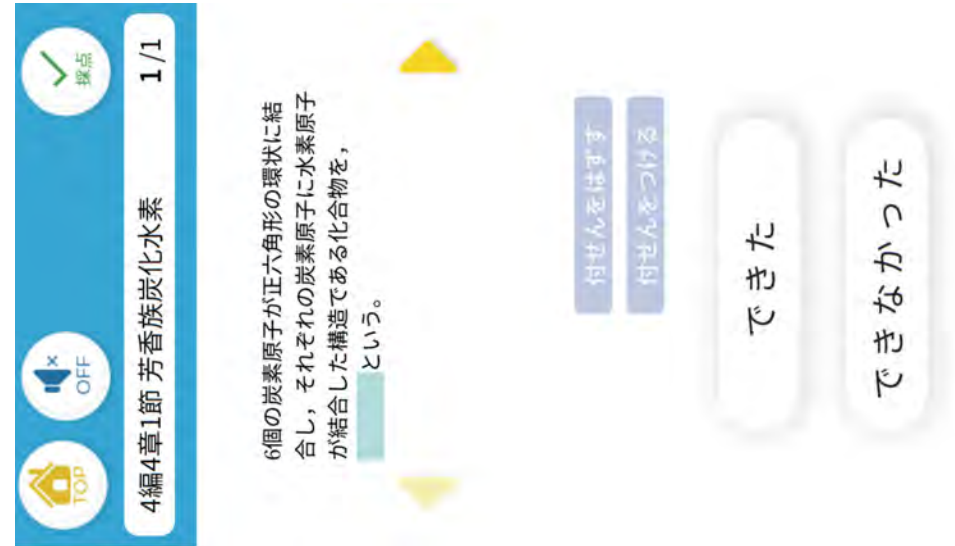 TOP
OFF
採点
4編4章1節 芳香族炭化水素 1/1
6個の炭素原子が正六角形の環状に結
合し，それぞれの炭素原子に水素原子
が結合した構造である化合物を，
という。
付せんをはずす
付せんをつける
できた
できなかった